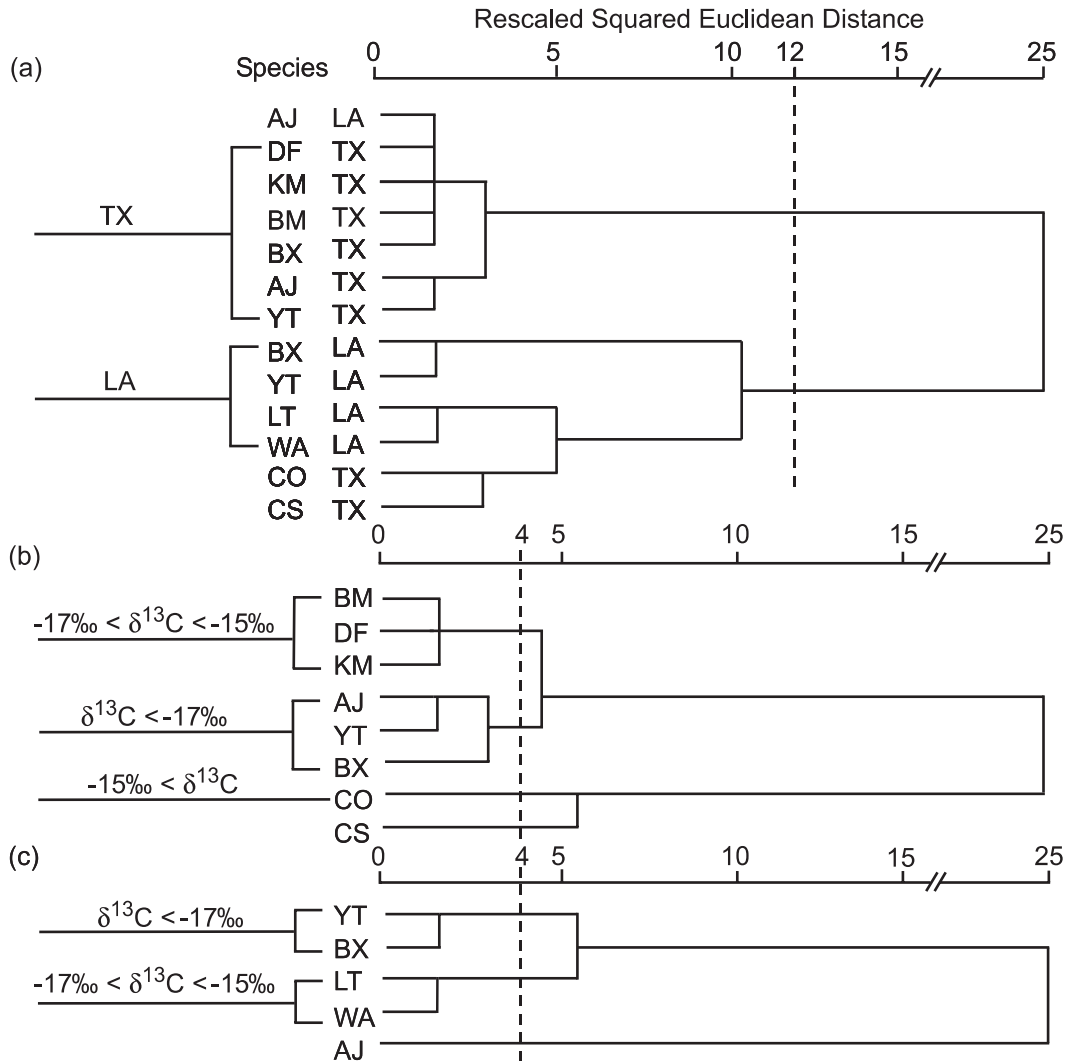 Rescaled Squared Euclidean Distance
0 5 10 12 15 25
(a) Species
AJ LA
DF TX
KM TX
TX BM TX
BX TX
AJ TX
YT TX
BX LA
LA YT LA
LT LA
WA LA
CO TX
CS TX
0 4 5 10 15 25
(b)
BM
-17‰ < δ¹³C <-15‰ DF
KM
AJ
δ¹³C <-17‰ YT
BX
-15‰ < δ¹³C CO
CS
(c) 0 4 5 10 15 25
δ¹³C <-17‰ YT
BX
-17‰ < δ¹³C <-15‰ LT
WA
AJ